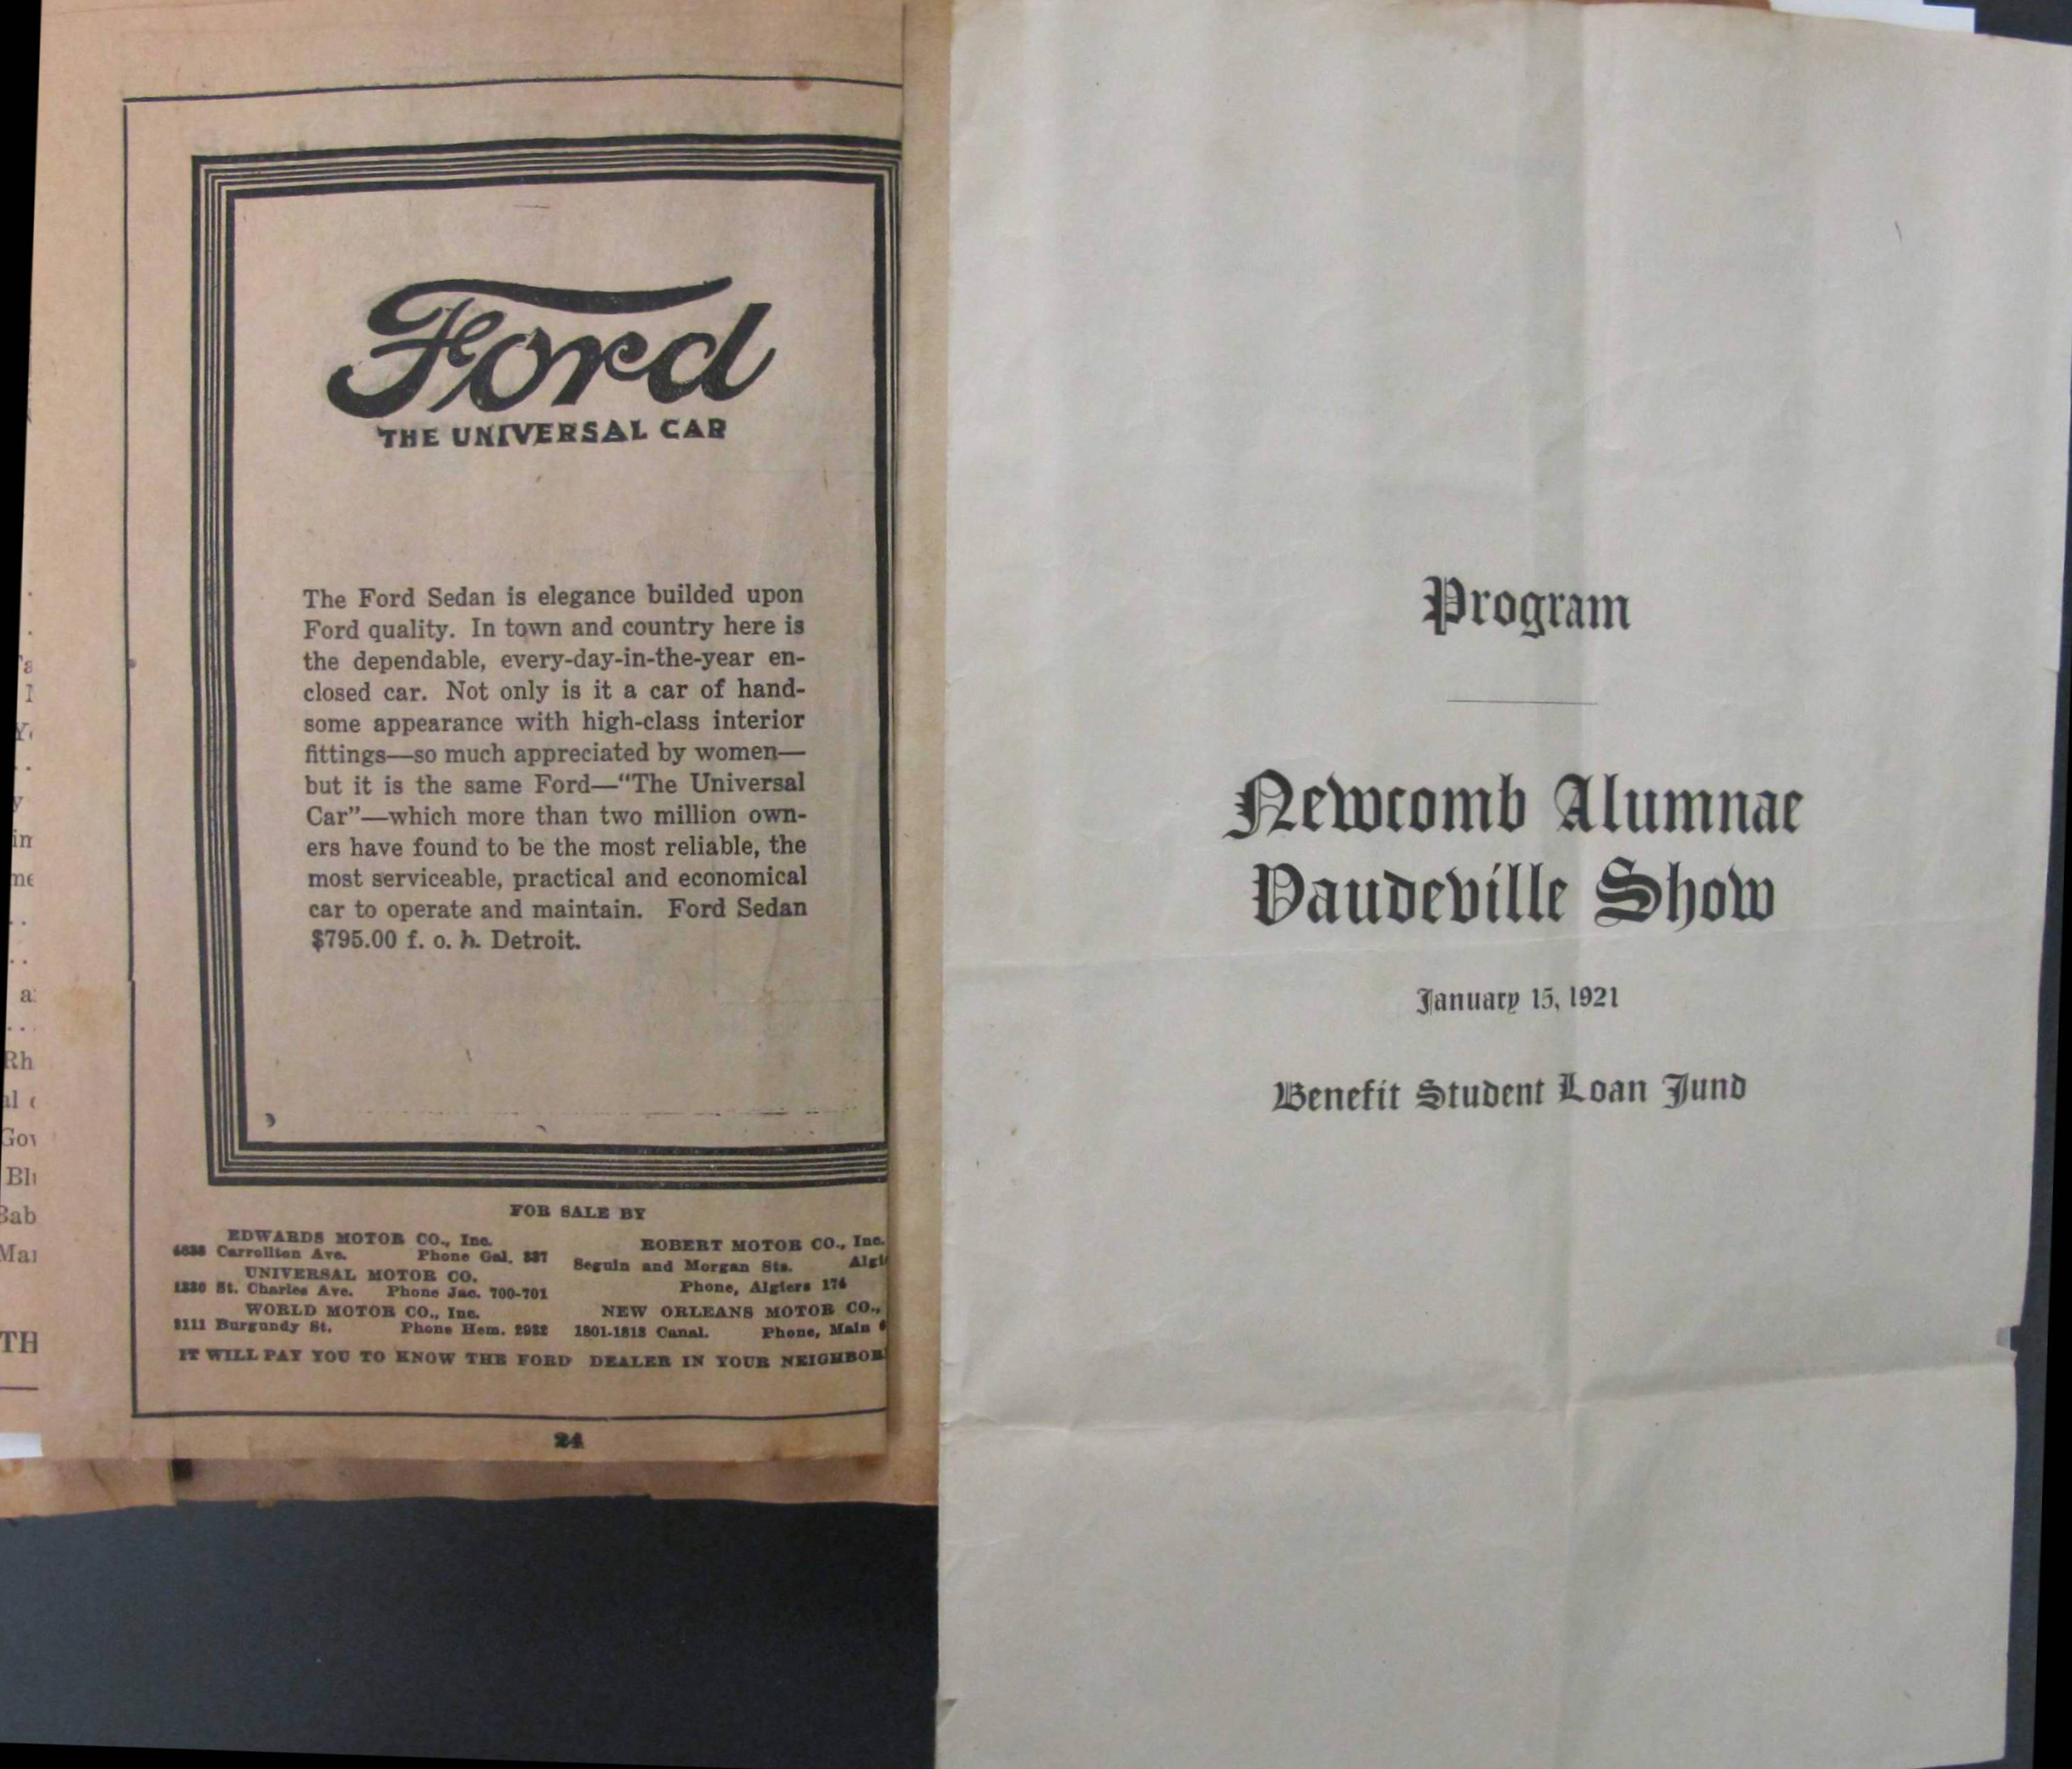 Ford
THE UNIVERSAL CAR
The Ford Sedan is elegance builded upon
Ford quality. In town and country here is
the dependable, every-day-in-the-year en-
closed car. Not only is it a car of hand-
some appearance with high-class interior
fittings—so much appreciated by women—
but it is the same Ford—"The Universal
Car"—which more than two million own-
ers have found to be the most reliable, the
most serviceable, practical and economical
car to operate and maintain. Ford Sedan
$795.00 f. o. h. Detroit.
FOR SALE BY
EDWARDS MOTOR CO., Inc.
Carrollton Ave. Phone Gal. 337
UNIVERSAL MOTOR CO.
St. Charles Ave. Phone Jac. 700-701
WORLD MOTOR CO., Inc.
3111 Burgundy St. Phone Hem. 2932
ROBERT MOTOR CO., Inc.
Seguin and Morgan Sts. Algi
Phone, Algiers 174
NEW ORLEANS MOTOR CO.,
1801-1813 Canal. Phone, Main
IT WILL PAY YOU TO KNOW THE FORD DEALER IN YOUR NEIGHBOR
24
Program
Newcomb Alumnae
Vaudeville Show
January 15, 1921
Benefit Student Loan Fund